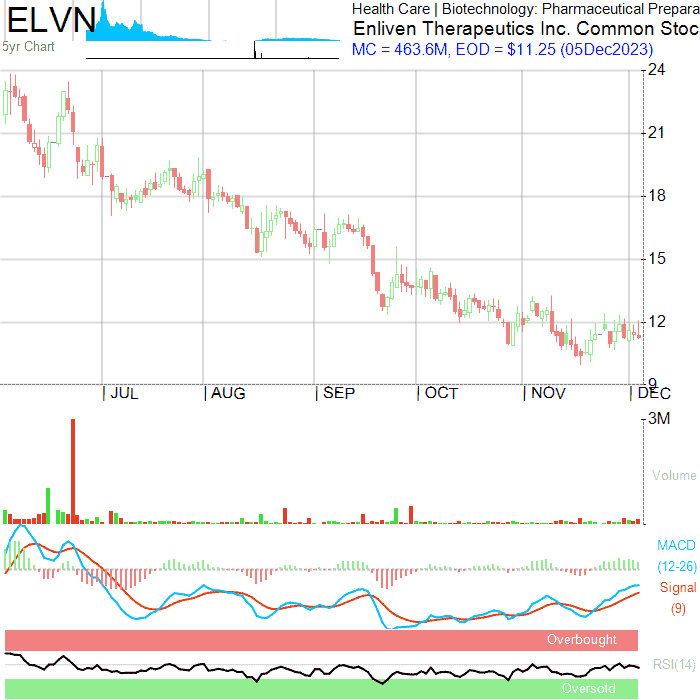 ELVN
5yr Chart
Health Care | Biotechnology: Pharmaceutical Prepara
Enliven Therapeutics Inc. Common Stoc
MC = 463.6M, EOD = $11.25 (05Dec2023)
24
21
18
15
12
9
JUL
AUG
SEP
OCT
NOV
DEC
3M
Volume
MACD
(12-26)
Signal
(9)
Overbought
RSI(14)
Oversold